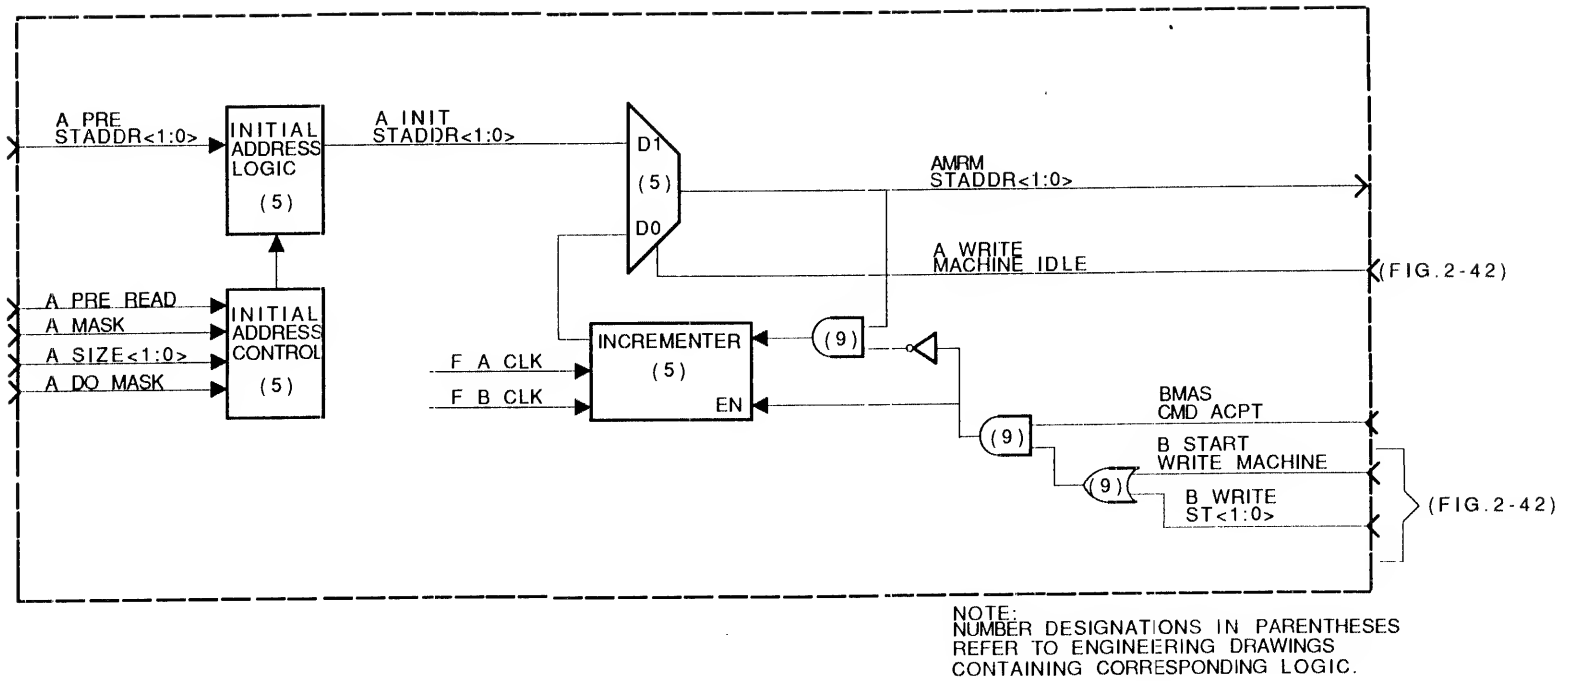 A PRE
STADDR<1:0>
INITIAL
ADDRESS
LOGIC
(5)
A INIT
STADDR<1:0>
D1
(5)
D0
AMRM
STADDR<1:0>
A WRITE
MACHINE IDLE
(FIG.2-42)
A PRE READ
A MASK
A SIZE<1:0>
A DO MASK
INITIAL
ADDRESS
CONTROL
(5)
F A CLK
F B CLK
INCREMENTER
(5)
EN
(9)
(9)
(9)
BMAS
CMD ACPT
B START
WRITE MACHINE
B WRITE
ST<1:0>
(FIG.2-42)
NOTE:
NUMBER DESIGNATIONS IN PARENTHESES
REFER TO ENGINEERING DRAWINGS
CONTAINING CORRESPONDING LOGIC.